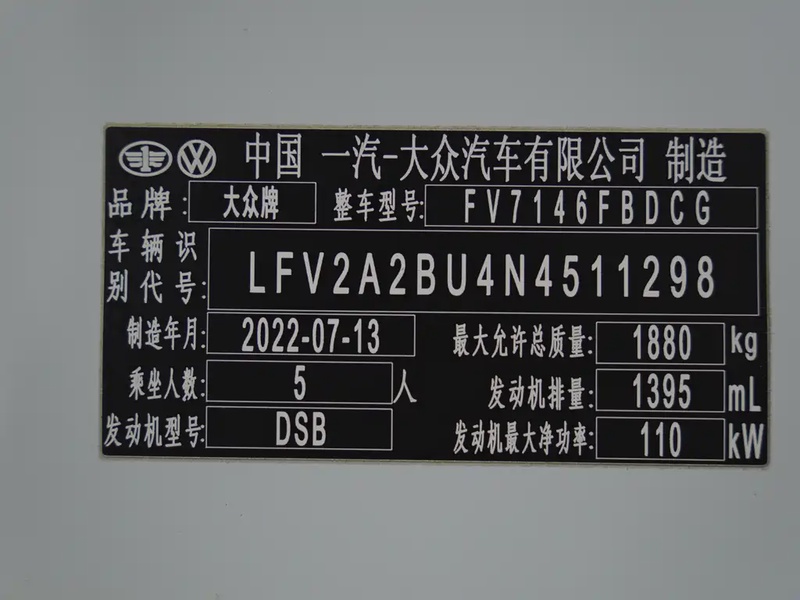 中国 一汽-大众汽车有限公司 制造
品牌: 大众牌 整车型号: FV7146FBDCG
车辆识别代号: LFV2A2BU4N4511298
制造年月: 2022-07-13 最大允许总质量: 1880 kg
乘坐人数: 5 人 发动机排量: 1395 mL
发动机型号: DSB 发动机最大净功率: 110 kW